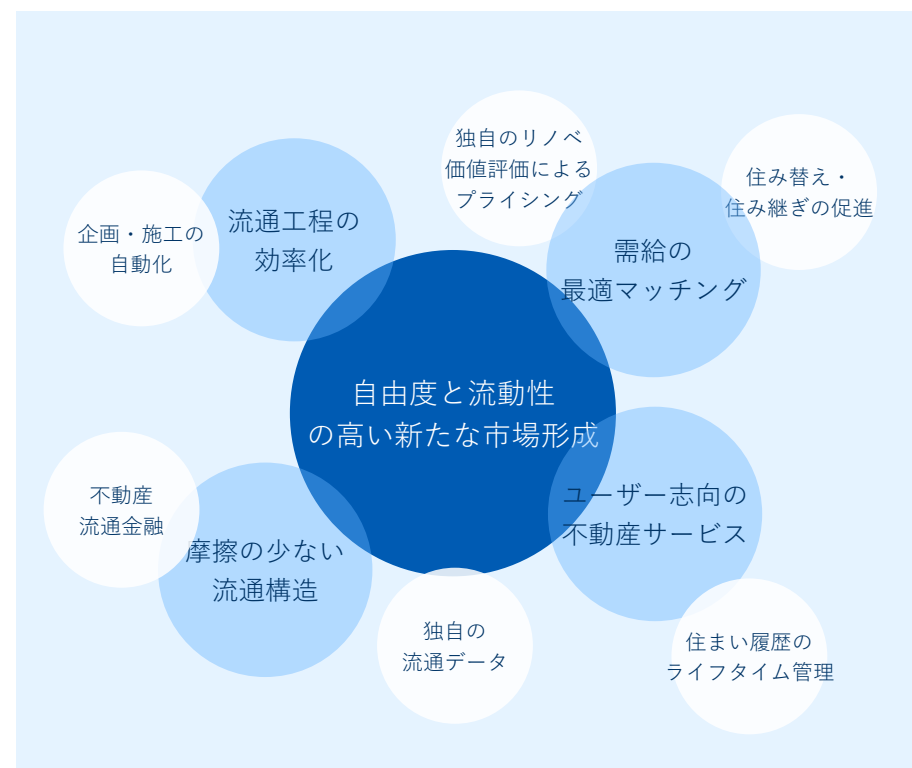 独自のリノベ
価値評価による
プライシング
住み替え・
住み継ぎの促進
企画・施工の
自動化
流通工程の
効率化
需給の
最適マッチング
自由度と流動性
の高い新たな市場形成
不動産
流通金融
摩擦の少ない
流通構造
ユーザー志向の
不動産サービス
独自の
流通データ
住まい履歴の
ライフタイム管理